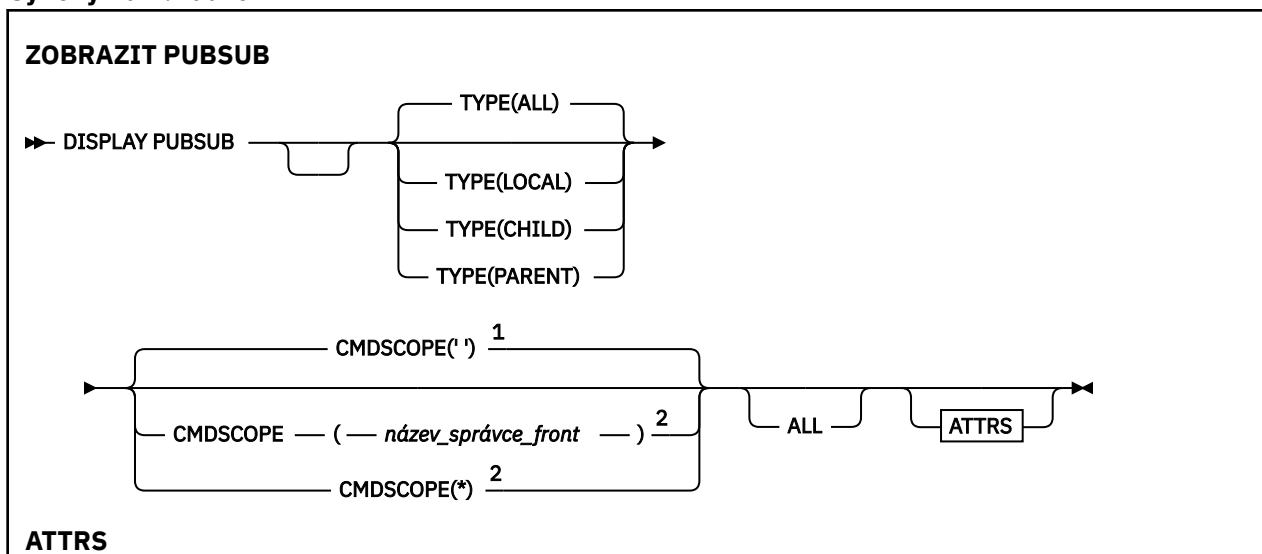 ZOBRAZIT PUBSUB
TYPE(ALL)
DISPLAY PUBSUB
TYPE(LOCAL)
TYPE(CHILD)
TYPE(PARENT)
CMDSCOPE(' ') 1
CMDSCOPE ( název_správce_front ) 2
ALL
ATTRS
CMDSCOPE(*) 2
ATTRS